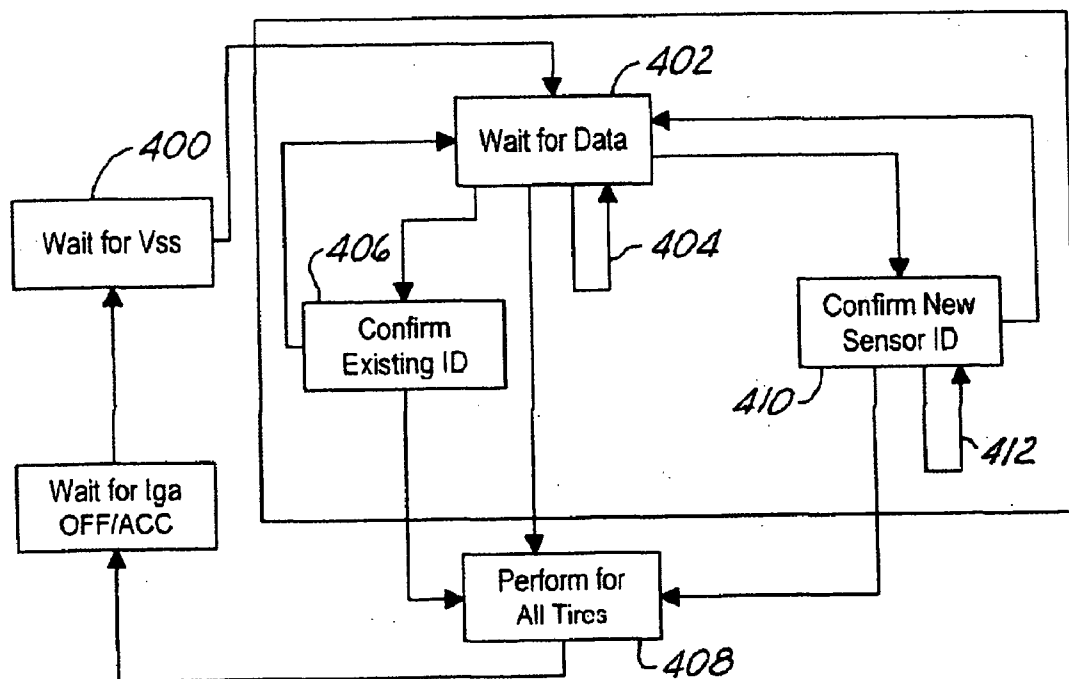 402
Wait for Data
400
Wait for Vss
406
404
Confirm
Existing ID
Confirm New
Sensor ID
410
412
Wait for Iga
OFF/ACC
Perform for
All Tires
408